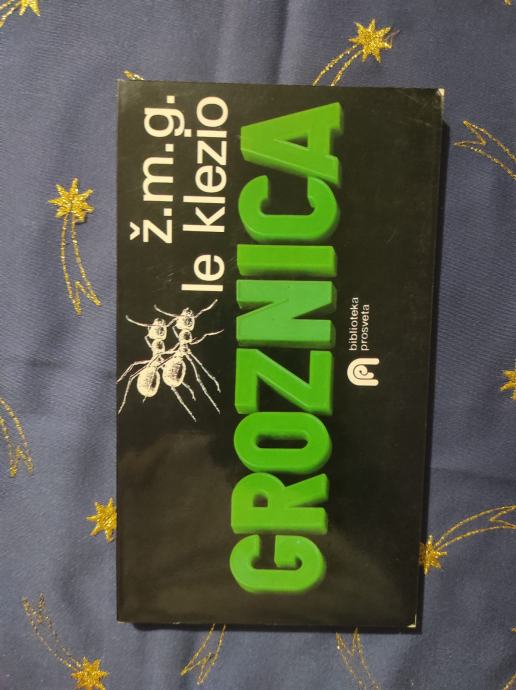 ž.m.g.
le klezio
GROZNICA
biblioteka
prosveta